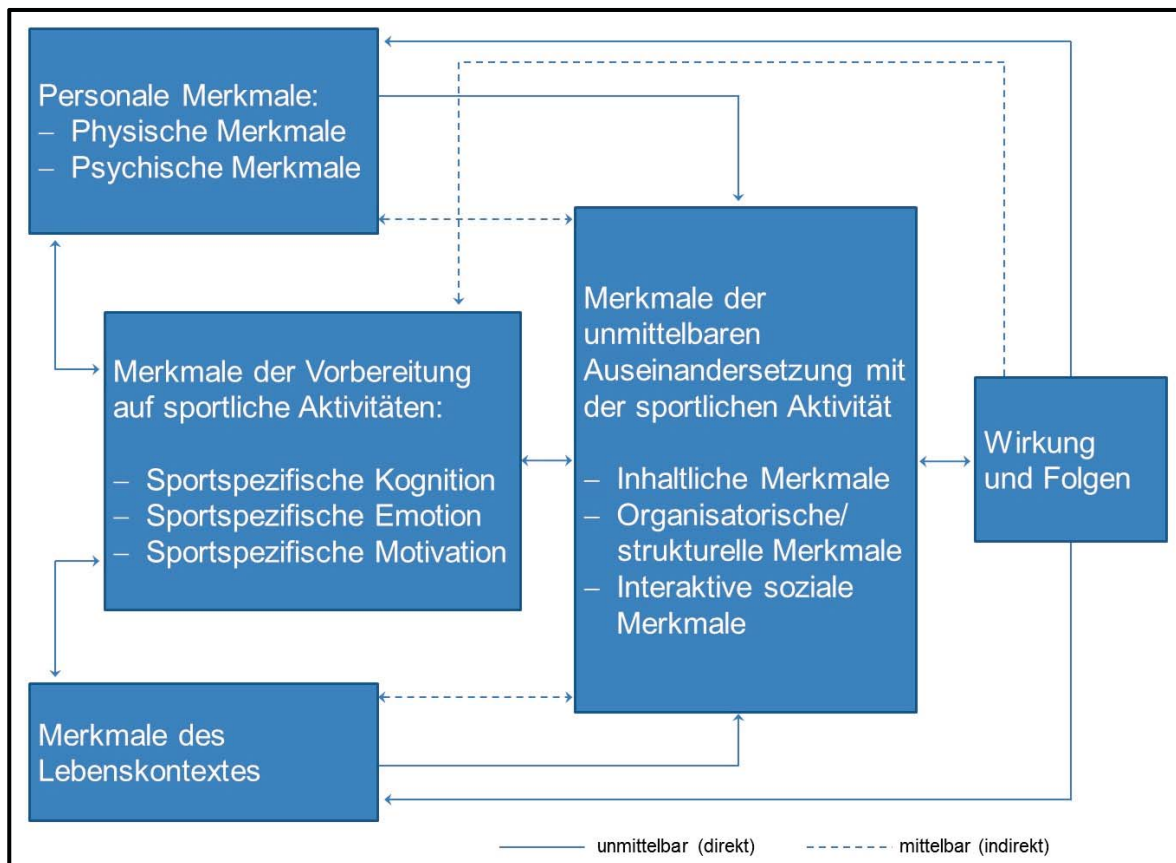 Personale Merkmale:
– Physische Merkmale
– Psychische Merkmale
Merkmale der Vorbereitung
auf sportliche Aktivitäten:
– Sportspezifische Kognition
– Sportspezifische Emotion
– Sportspezifische Motivation
Merkmale des
Lebenskontextes
Merkmale der
unmittelbaren
Auseinandersetzung mit
der sportlichen Aktivität
– Inhaltliche Merkmale
– Organisatorische/
strukturelle Merkmale
– Interaktive soziale
Merkmale
Wirkung
und Folgen
unmittelbar (direkt)
mittelbar (indirekt)